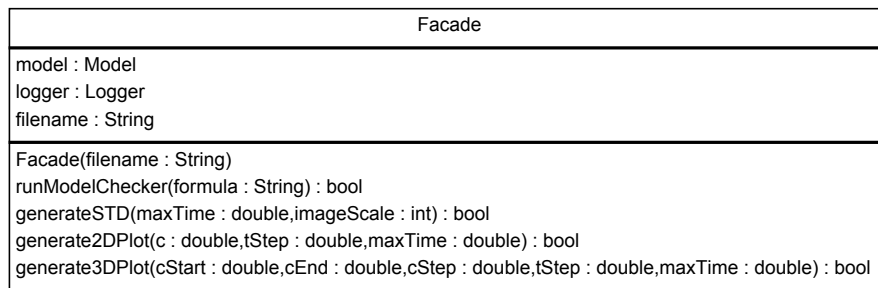 Facade
model : Model
logger : Logger
filename : String
Facade(filename : String)
runModelChecker(formula : String) : bool
generateSTD(maxTime : double,imageScale : int) : bool
generate2DPlot(c : double,tStep : double,maxTime : double) : bool
generate3DPlot(cStart : double,cEnd : double,cStep : double,tStep : double,maxTime : double) : bool